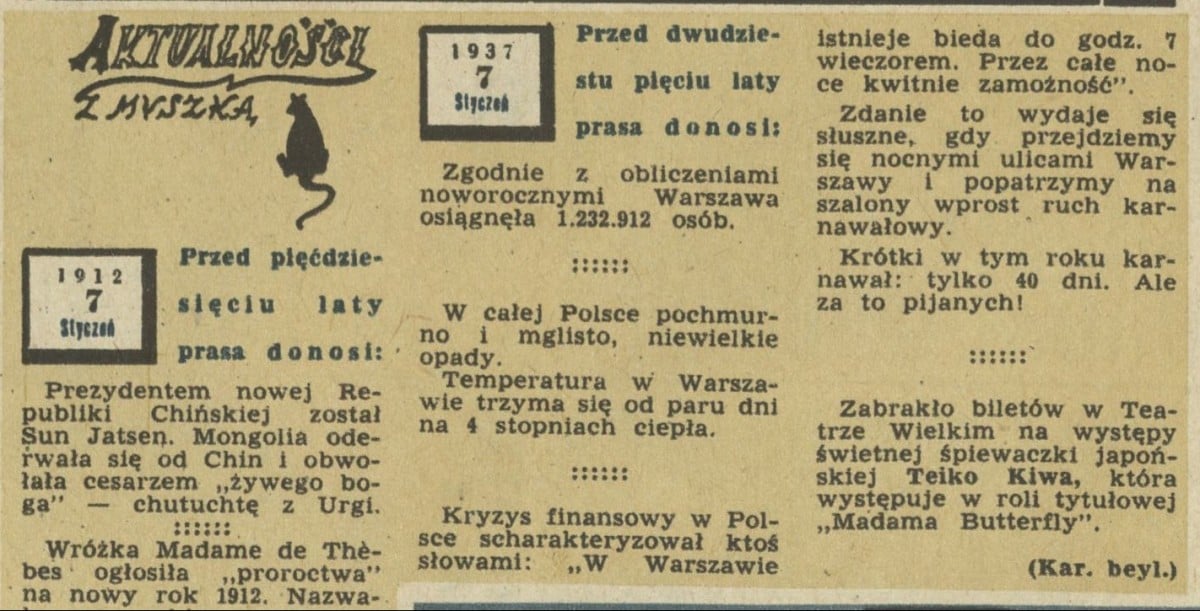 AKTUALNOŚCI
Z MYSZKĄ
1912
7
Styczeń
Przed pięćdzie-
sięciu laty
prasa donosi:
Prezydentem nowej Re-
publiki Chińskiej został
Sun Jatsen. Mongolia ode-
rwała się od Chin i obwo-
łała cesarzem „żywego bo-
ga" — chutuchtę z Urgi.
::::::
Wróżka Madame de Thè-
bes ogłosiła „proroctwa"
na nowy rok 1912. Nazwa-
1937
7
Styczeń
Przed dwudzie-
stu pięciu laty
prasa donosi:
Zgodnie z obliczeniami
noworocznymi Warszawa
osiągnęła 1.232.912 osób.
::::::
W całej Polsce pochmur-
no i mglisto, niewielkie
opady.
Temperatura w Warsza-
wie trzyma się od paru dni
na 4 stopniach ciepła.
::::::
Kryzys finansowy w Pol-
sce scharakteryzował ktoś
słowami: „W Warszawie
istnieje bieda do godz. 7
wieczorem. Przez całe no-
ce kwitnie zamożność".
Zdanie to wydaje się
słuszne, gdy przejdziemy
się nocnymi ulicami War-
szawy i popatrzymy na
szalony wprost ruch kar-
nawałowy.
Krótki w tym roku kar-
nawał: tylko 40 dni. Ale
za to pijanych!
::::::
Zabrakło biletów w Tea-
trze Wielkim na występy
świetnej śpiewaczki japoń-
skiej Teiko Kiwa, która
występuje w roli tytułowej
„Madama Butterfly".
(Kar. beyl.)